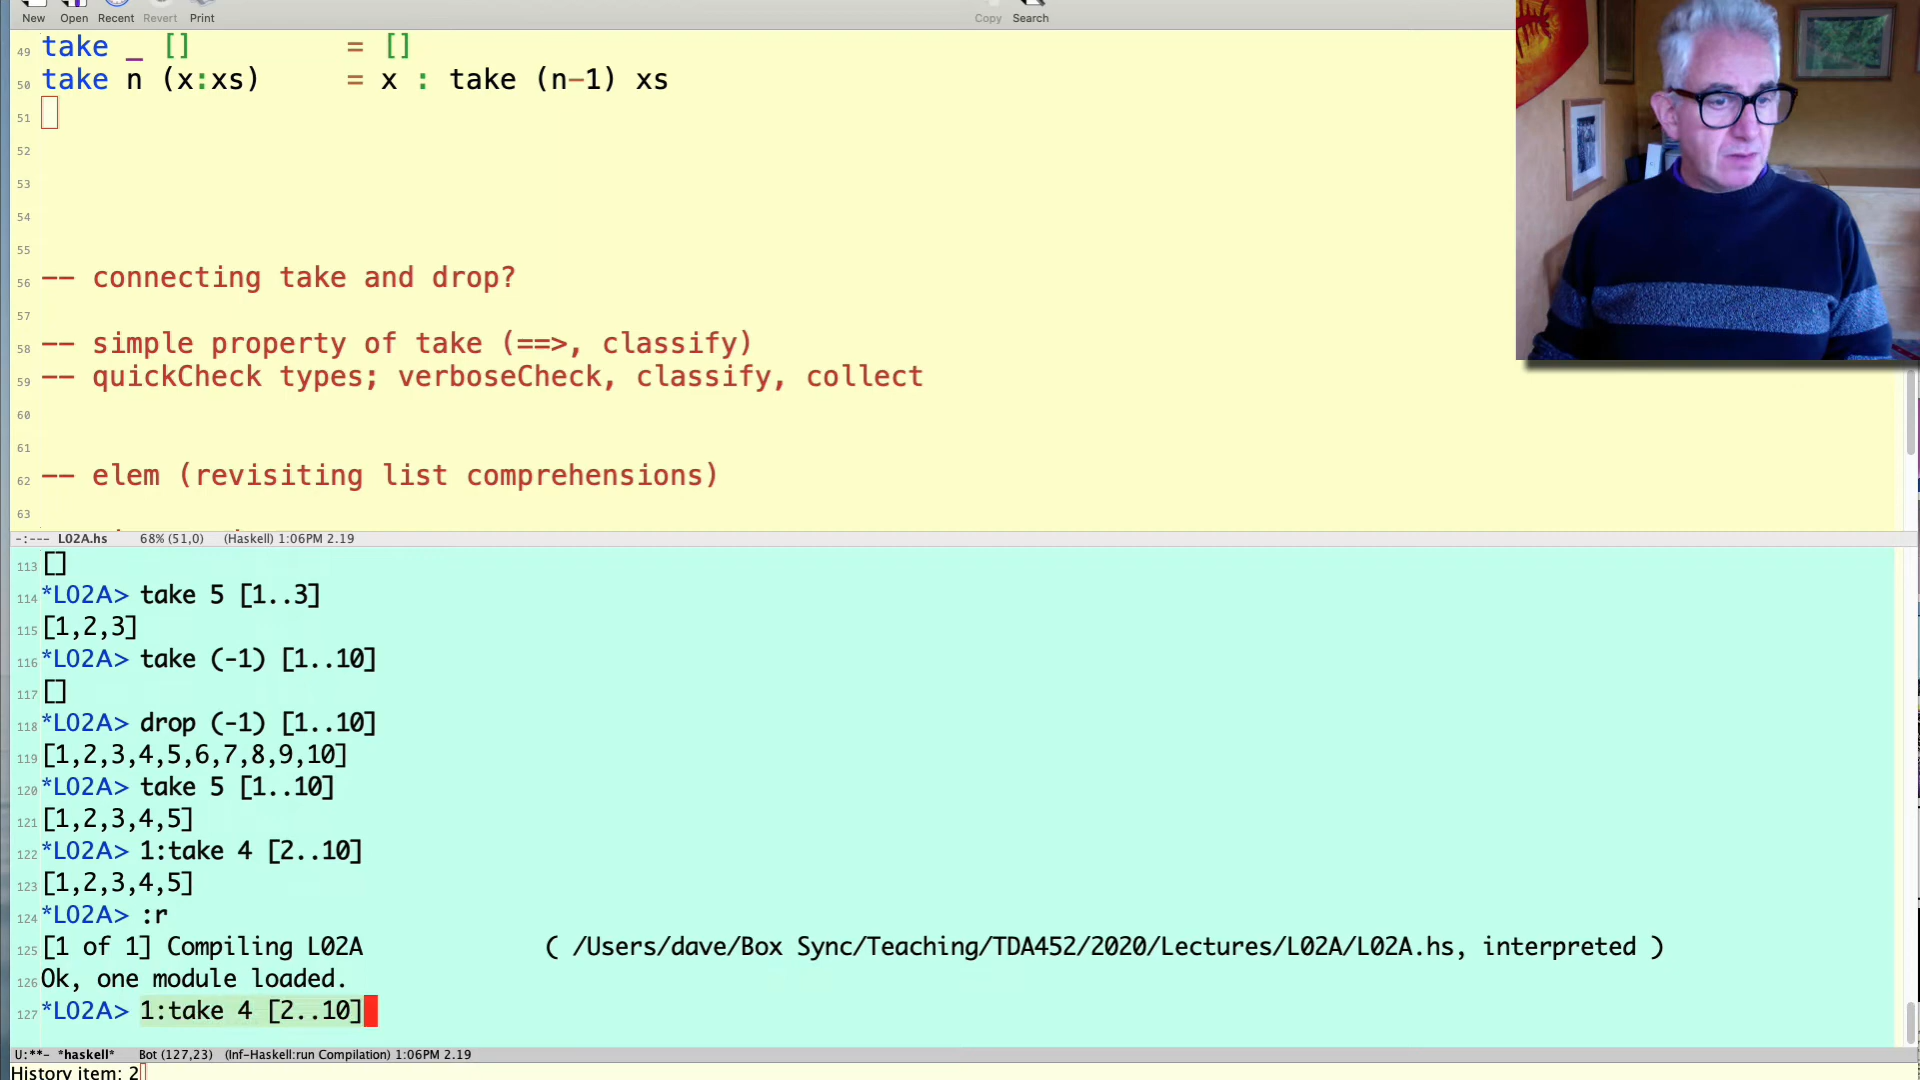 New Open Recent Revert Print Copy Search
49 take _ [] = []
50 take n (x:xs) = x : take (n-1) xs
51
52
53
54
55
56 -- connecting take and drop?
57
58 -- simple property of take (==>, classify)
59 -- quickCheck types; verboseCheck, classify, collect
60
61
62 -- elem (revisiting list comprehensions)
63
-:--- L02A.hs 68% (51,0) (Haskell) 1:06PM 2.19
113 []
114 *L02A> take 5 [1..3]
115 [1,2,3]
116 *L02A> take (-1) [1..10]
117 []
118 *L02A> drop (-1) [1..10]
119 [1,2,3,4,5,6,7,8,9,10]
120 *L02A> take 5 [1..10]
121 [1,2,3,4,5]
122 *L02A> 1:take 4 [2..10]
123 [1,2,3,4,5]
124 *L02A> :r
125 [1 of 1] Compiling L02A ( /Users/dave/Box Sync/Teaching/TDA452/2020/Lectures/L02A/L02A.hs, interpreted )
126 Ok, one module loaded.
127 *L02A> 1:take 4 [2..10]
U:**- *haskell* Bot (127,23) (Inf-Haskell:run Compilation) 1:06PM 2.19
History item: 2